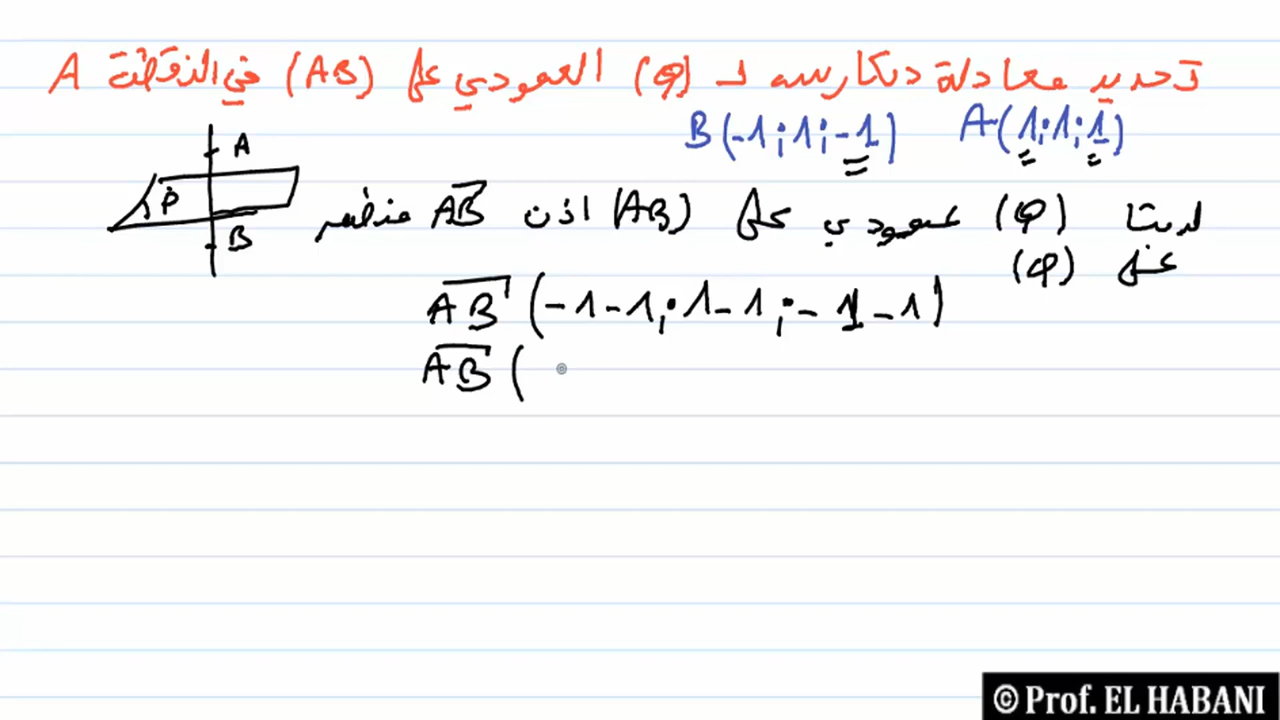 تحديد معادلة ديكارتية لـ (P) العمودي على (AB) في النقطة A
A(1;1;1) B(-1;1;-1)
A
P
B
لدينا (P) عمودي على (AB) اذن AB منظمية
على (P)
AB (-1-1;1-1;-1-1)
AB (
© Prof. EL HABANI